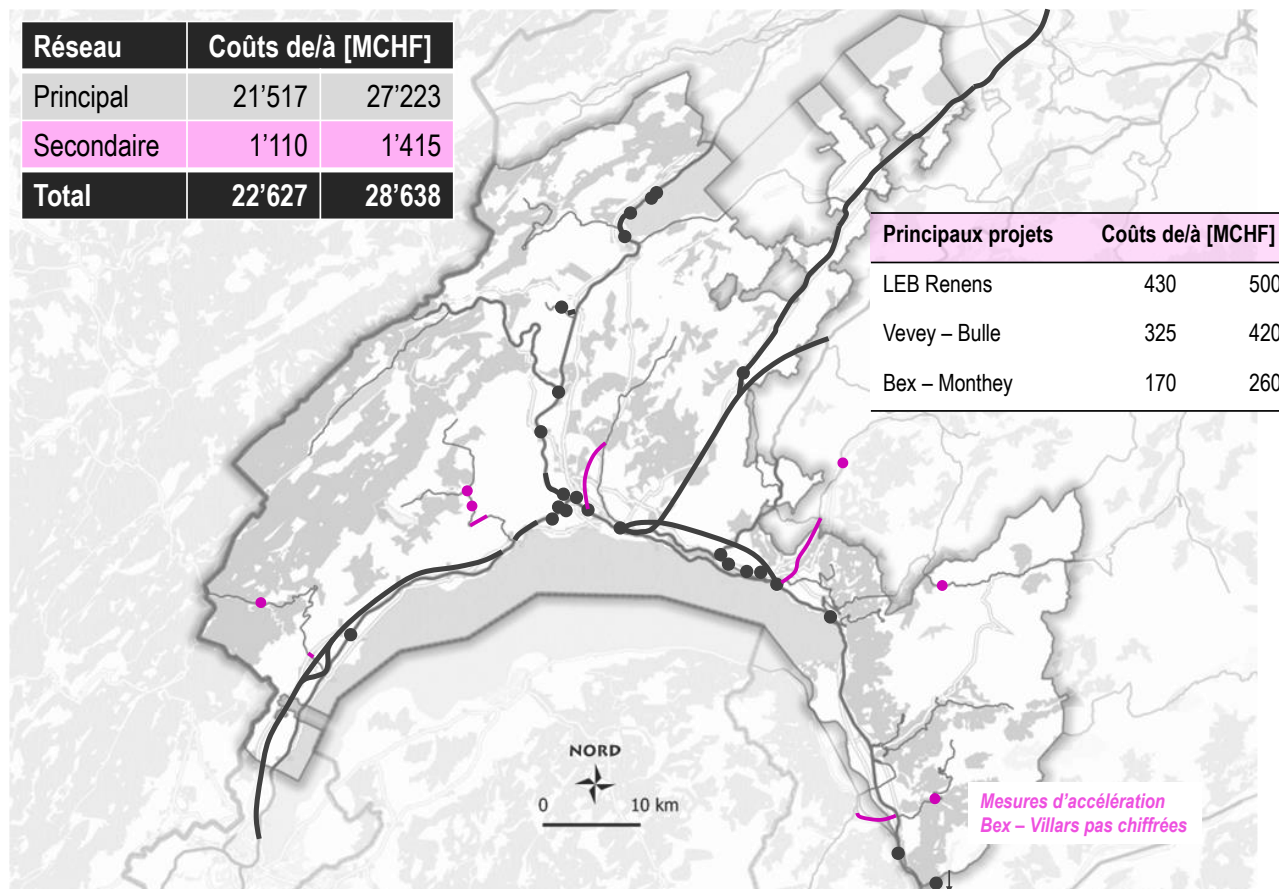 Réseau Coûts de/à [MCHF]
Principal 21’517 27’223
Secondaire 1’110 1’415
Total 22’627 28’638
Principaux projets Coûts de/à [MCHF]
LEB Renens 430 500
Vevey – Bulle 325 420
Bex – Monthey 170 260
NORD
0 10 km
Mesures d’accélération
Bex – Villars pas chiffrées